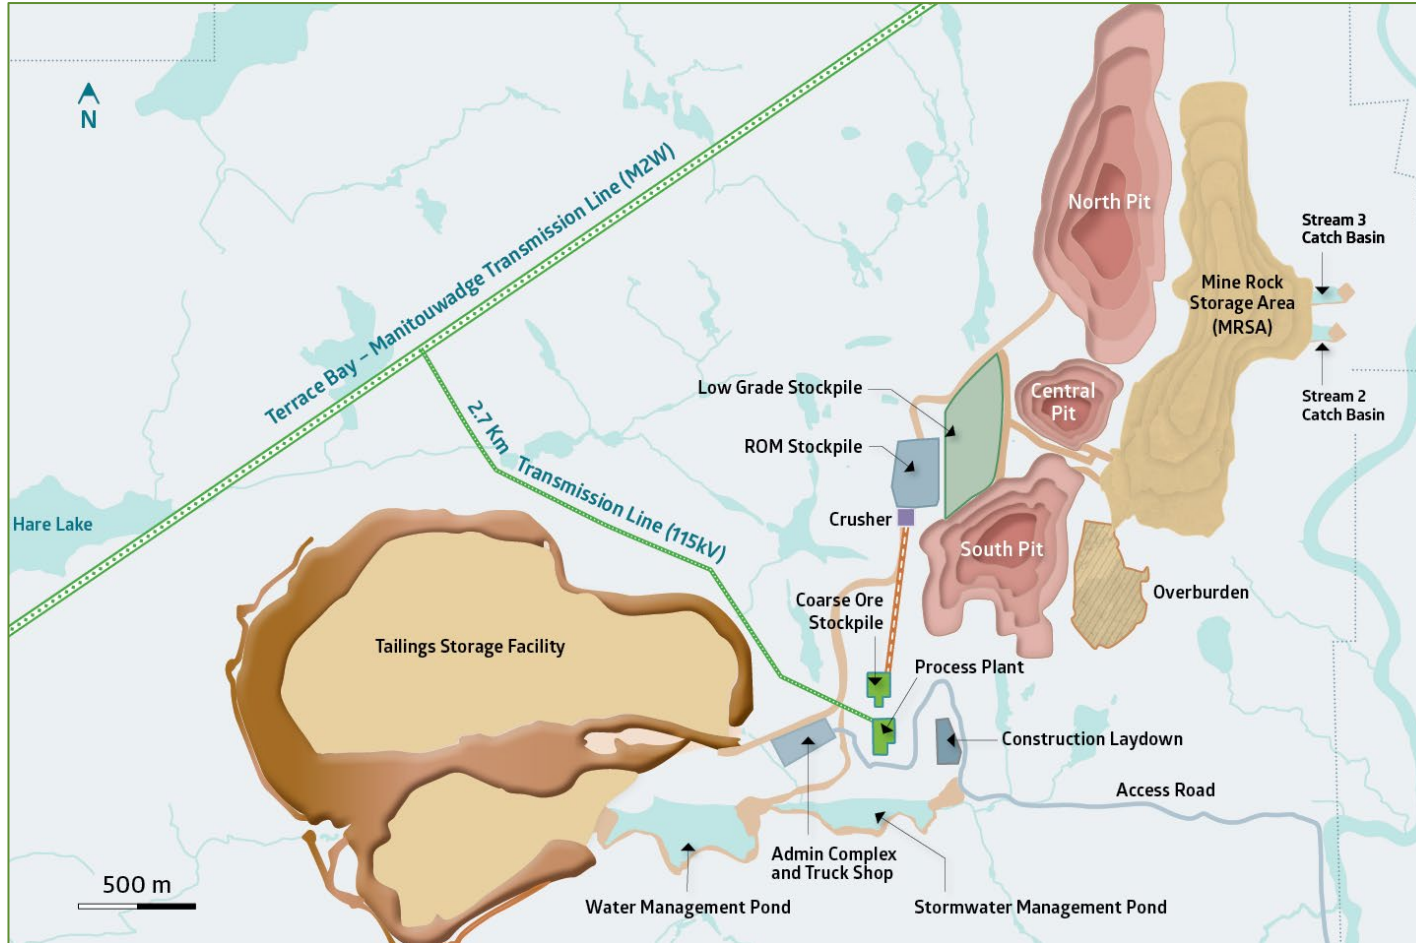 N
Terrace Bay – Manitouwadge Transmission Line (M2W)
North Pit
Stream 3
Catch Basin
Mine Rock
Storage Area
(MRSA)
Low Grade Stockpile
Central
Pit
Stream 2
Catch Basin
2.7 Km Transmission Line (115kV)
ROM Stockpile
Hare Lake
Crusher
South Pit
Overburden
Coarse Ore
Stockpile
Tailings Storage Facility
Process Plant
Construction Laydown
Access Road
500 m
Admin Complex
and Truck Shop
Water Management Pond
Stormwater Management Pond